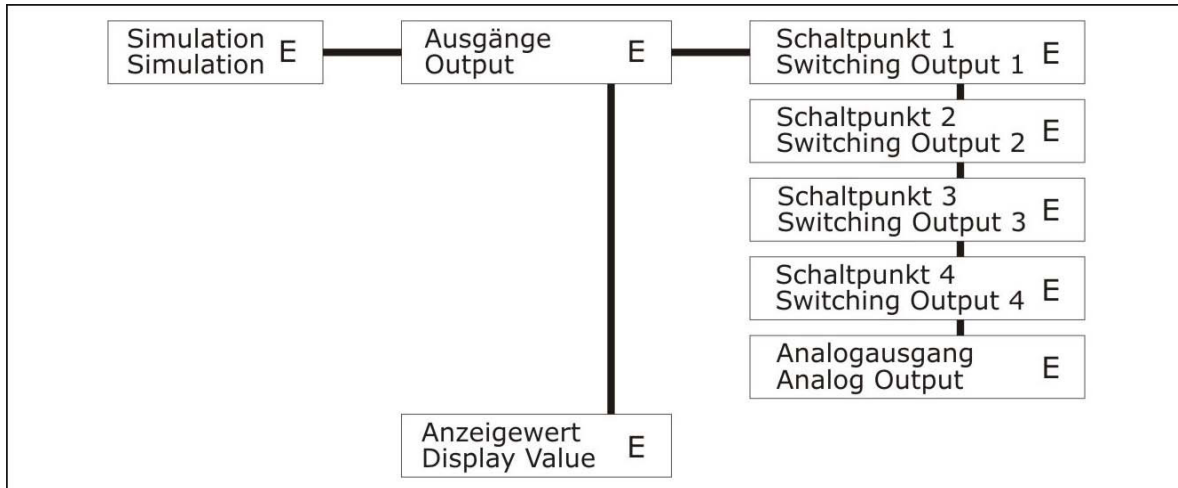 Simulation
Simulation
E
Ausgänge
Output
E
Schaltpunkt 1
Switching Output 1
E
Schaltpunkt 2
Switching Output 2
E
Schaltpunkt 3
Switching Output 3
E
Schaltpunkt 4
Switching Output 4
E
Analogausgang
Analog Output
E
Anzeigewert
Display Value
E